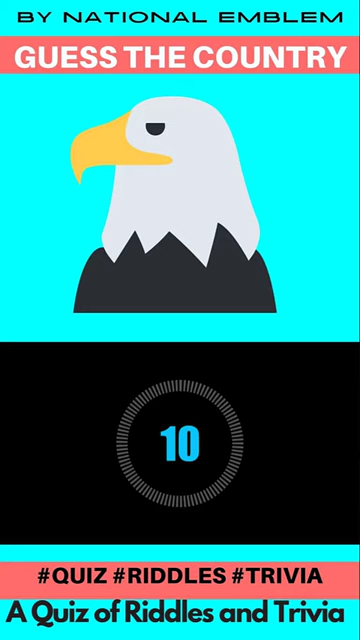 BY NATIONAL EMBLEM
GUESS THE COUNTRY
10
#QUIZ #RIDDLES #TRIVIA
A Quiz of Riddles and Trivia